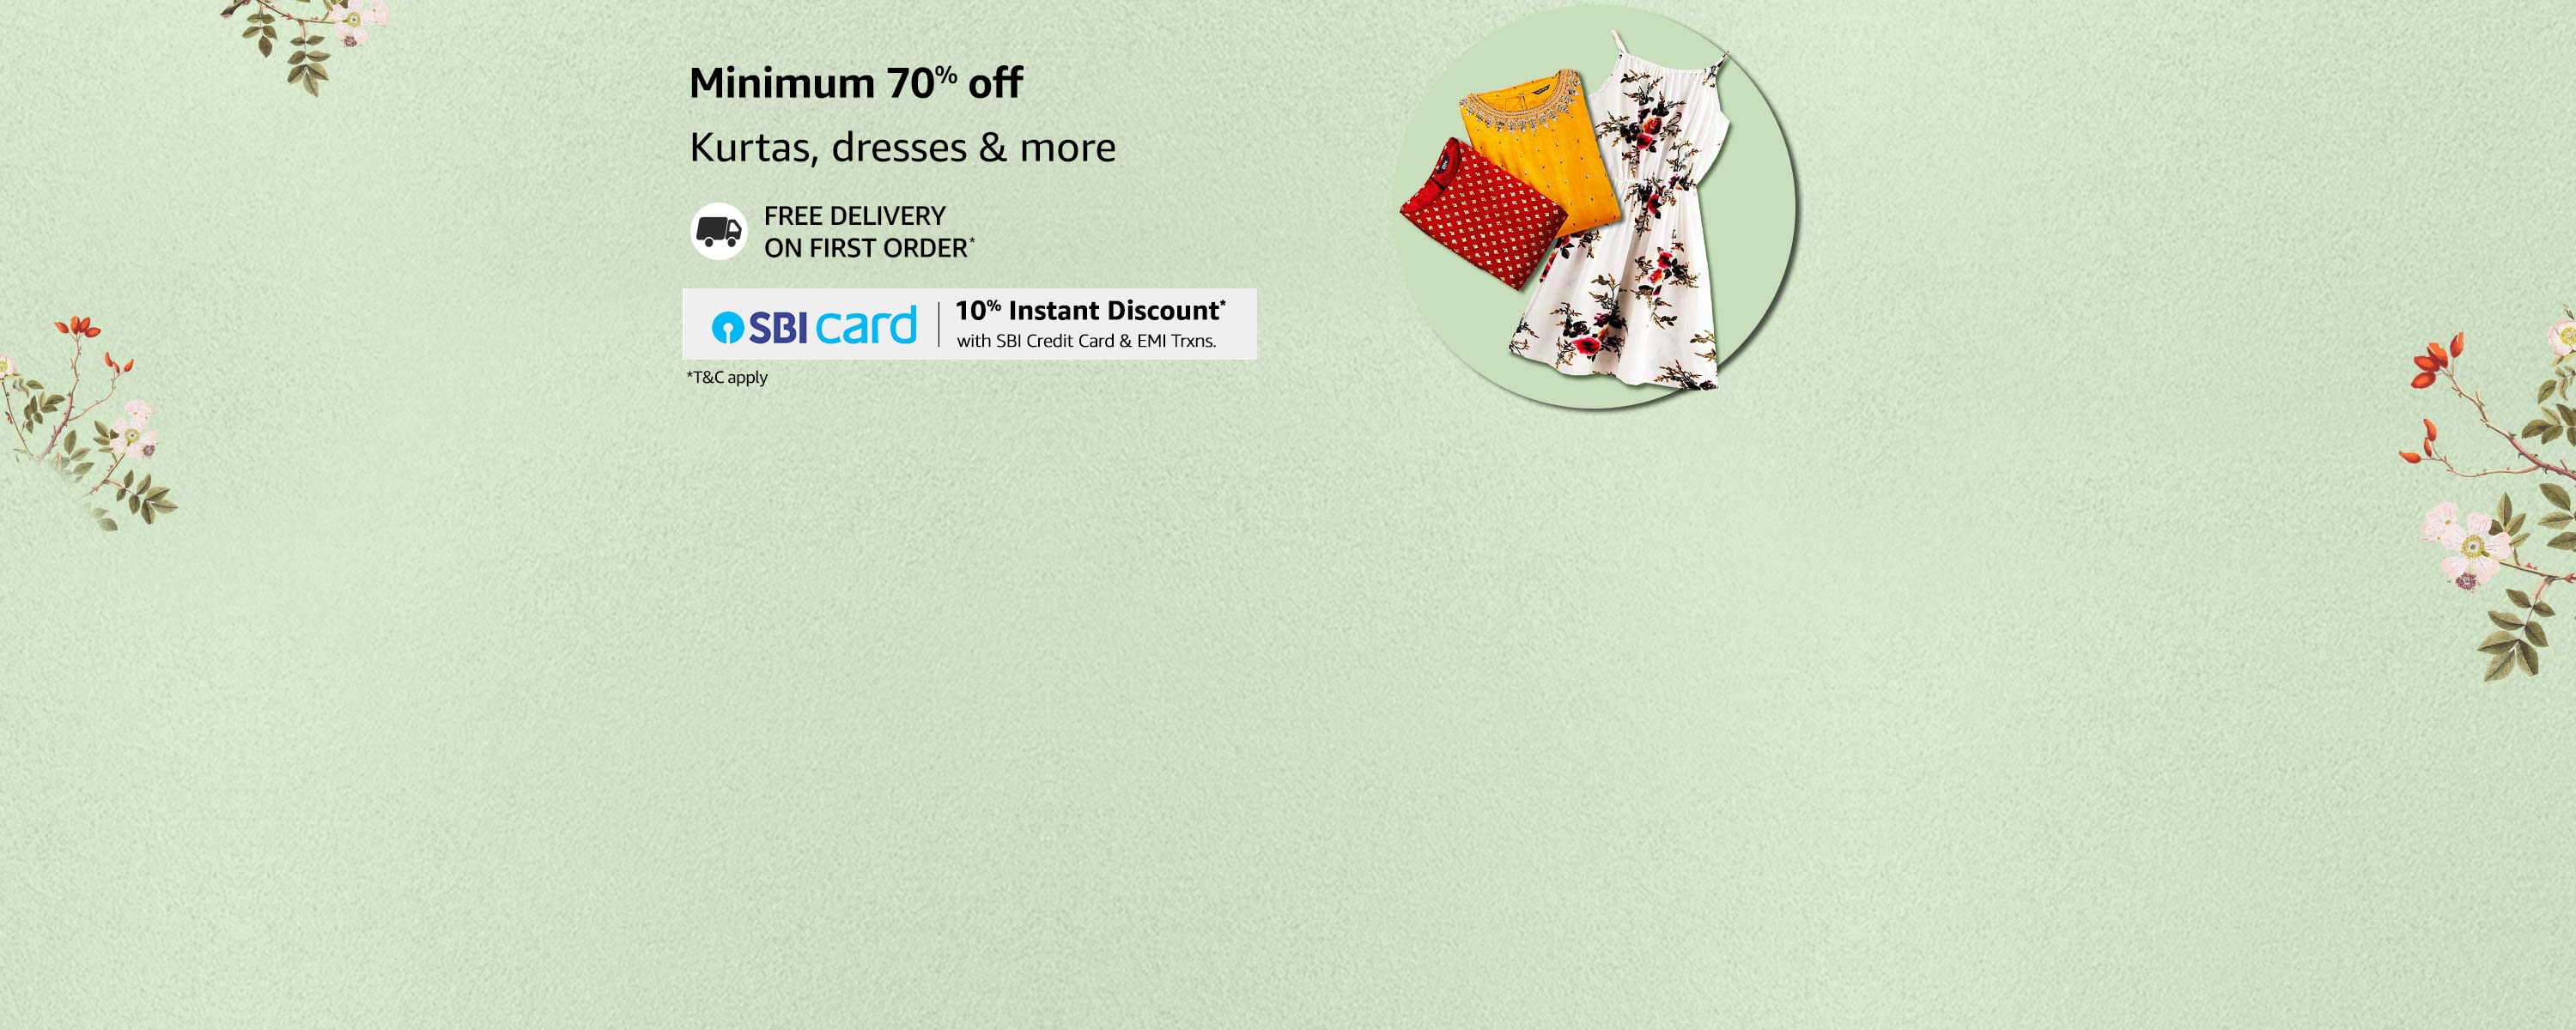 Minimum 70% off
Kurtas, dresses & more
FREE DELIVERY
ON FIRST ORDER*
SBI card
10% Instant Discount*
with SBI Credit Card & EMI Trxns.
*T&C apply